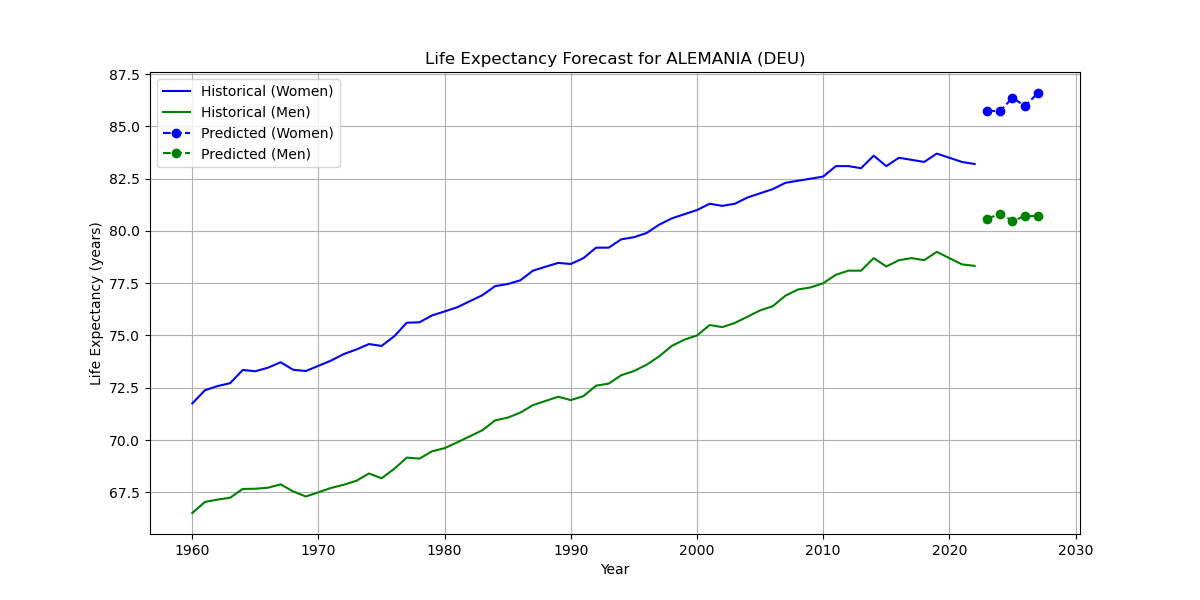 Life Expectancy Forecast for ALEMANIA (DEU)
Historical (Women)
Historical (Men)
Predicted (Women)
Predicted (Men)
Life Expectancy (years)
87.5
85.0
82.5
80.0
77.5
75.0
72.5
70.0
67.5
1960 1970 1980 1990 2000 2010 2020 2030
Year